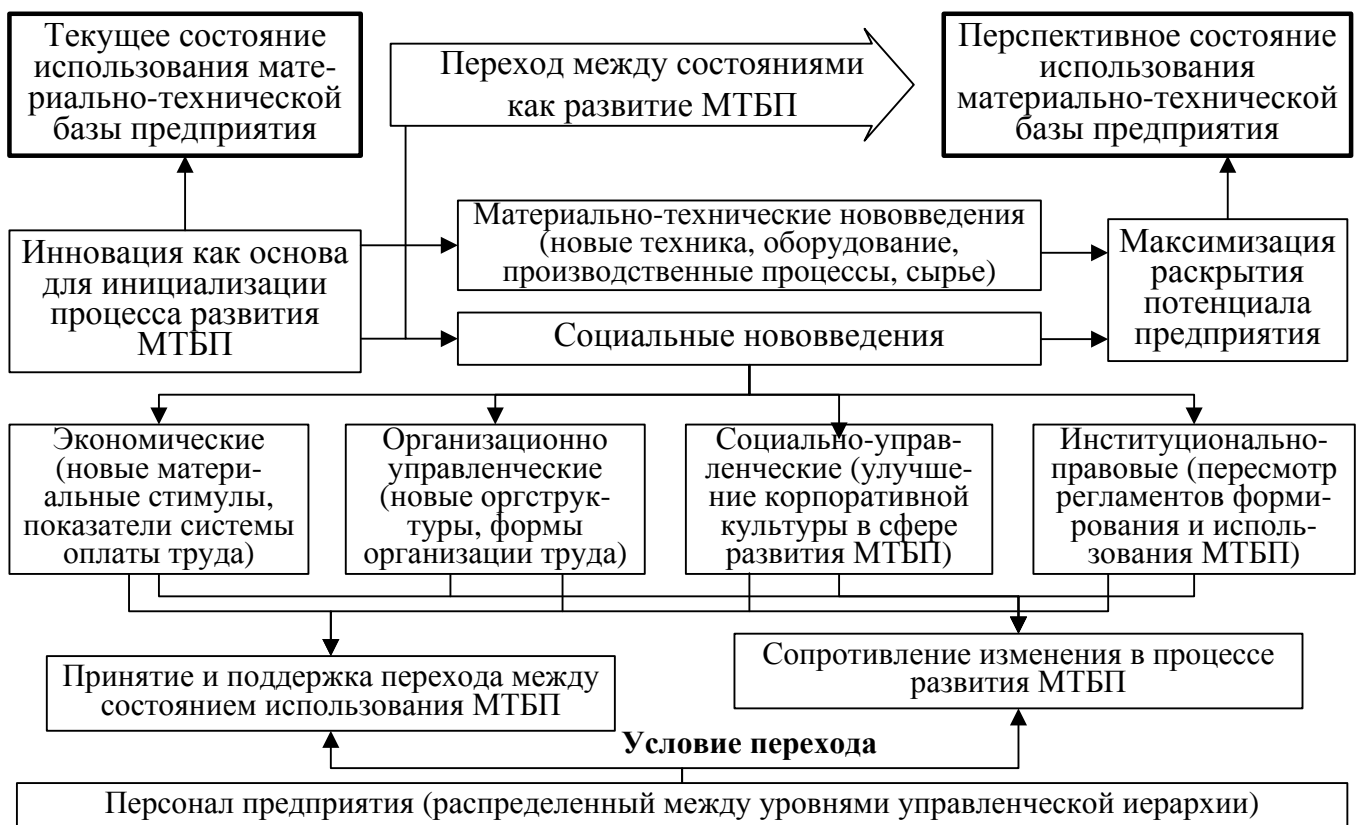 Текущее состояние
использования мате-
риально-технической
базы предприятия
Переход между состояниями
как развитие МТБП
Перспективное состояние
использования
материально-технической
базы предприятия
Инновация как основа
для инициализации
процесса развития
МТБП
Материально-технические нововведения
(новые техника, оборудование,
производственные процессы, сырье)
Социальные нововведения
Максимизация
раскрытия
потенциала
предприятия
Экономические
(новые матери-
альные стимулы,
показатели системы
оплаты труда)
Организационно
управленческие
(новые оргструк-
туры, формы
организации труда)
Социально-управ-
ленческие (улучше-
ние корпоративной
культуры в сфере
развития МТБП)
Институционально-
правовые (пересмотр
регламентов форми-
рования и исполь-
зования МТБП)
Принятие и поддержка перехода между
состоянием использования МТБП
Сопротивление изменения в процессе
развития МТБП
Условие перехода
Персонал предприятия (распределенный между уровнями управленческой иерархии)